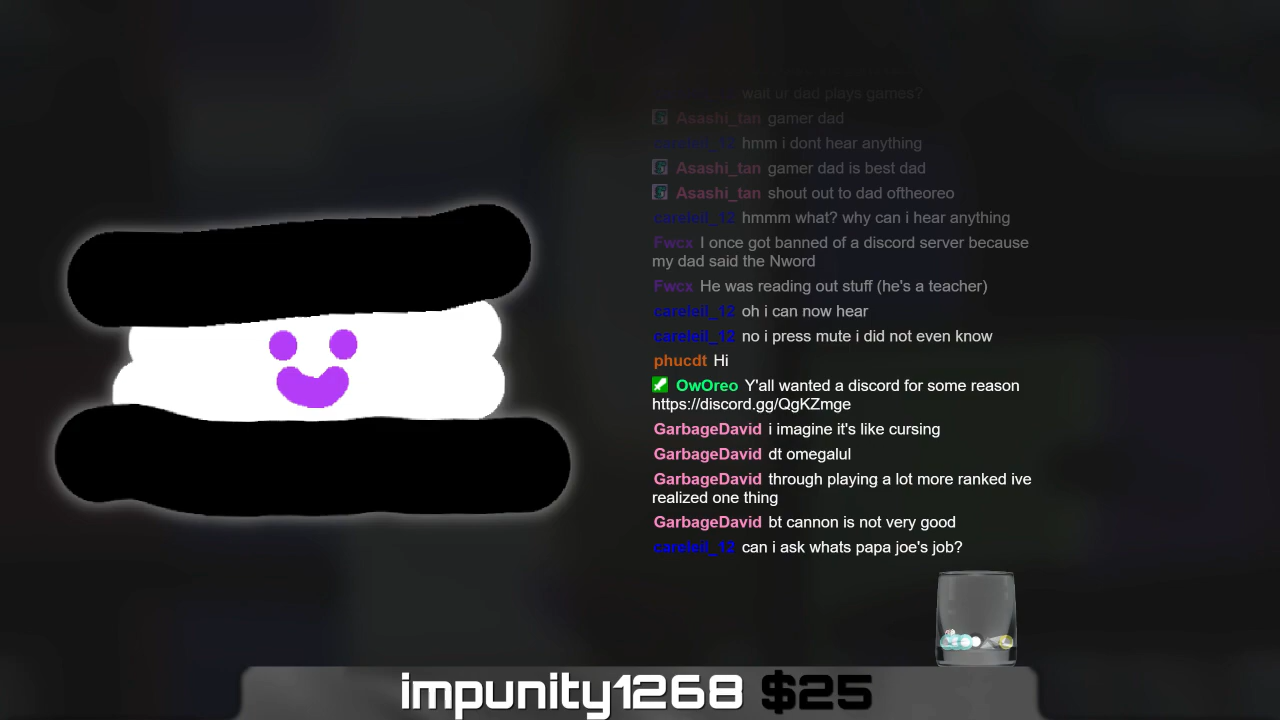 wait ur dad plays games?
Asashi_tan gamer dad
careleil_12 hmm i dont hear anything
Asashi_tan gamer dad is best dad
Asashi_tan shout out to dad oftheoreo
careleil_12 hmmm what? why can i hear anything
Fwcx I once got banned of a discord server because
my dad said the Nword
Fwcx He was reading out stuff (he's a teacher)
careleil_12 oh i can now hear
careleil_12 no i press mute i did not even know
phucdt Hi
OwOreo Y'all wanted a discord for some reason
https://discord.gg/QgKZmge
GarbageDavid i imagine it's like cursing
GarbageDavid dt omegalul
GarbageDavid through playing a lot more ranked ive
realized one thing
GarbageDavid bt cannon is not very good
careleil_12 can i ask whats papa joe's job?
impunity1268 $25